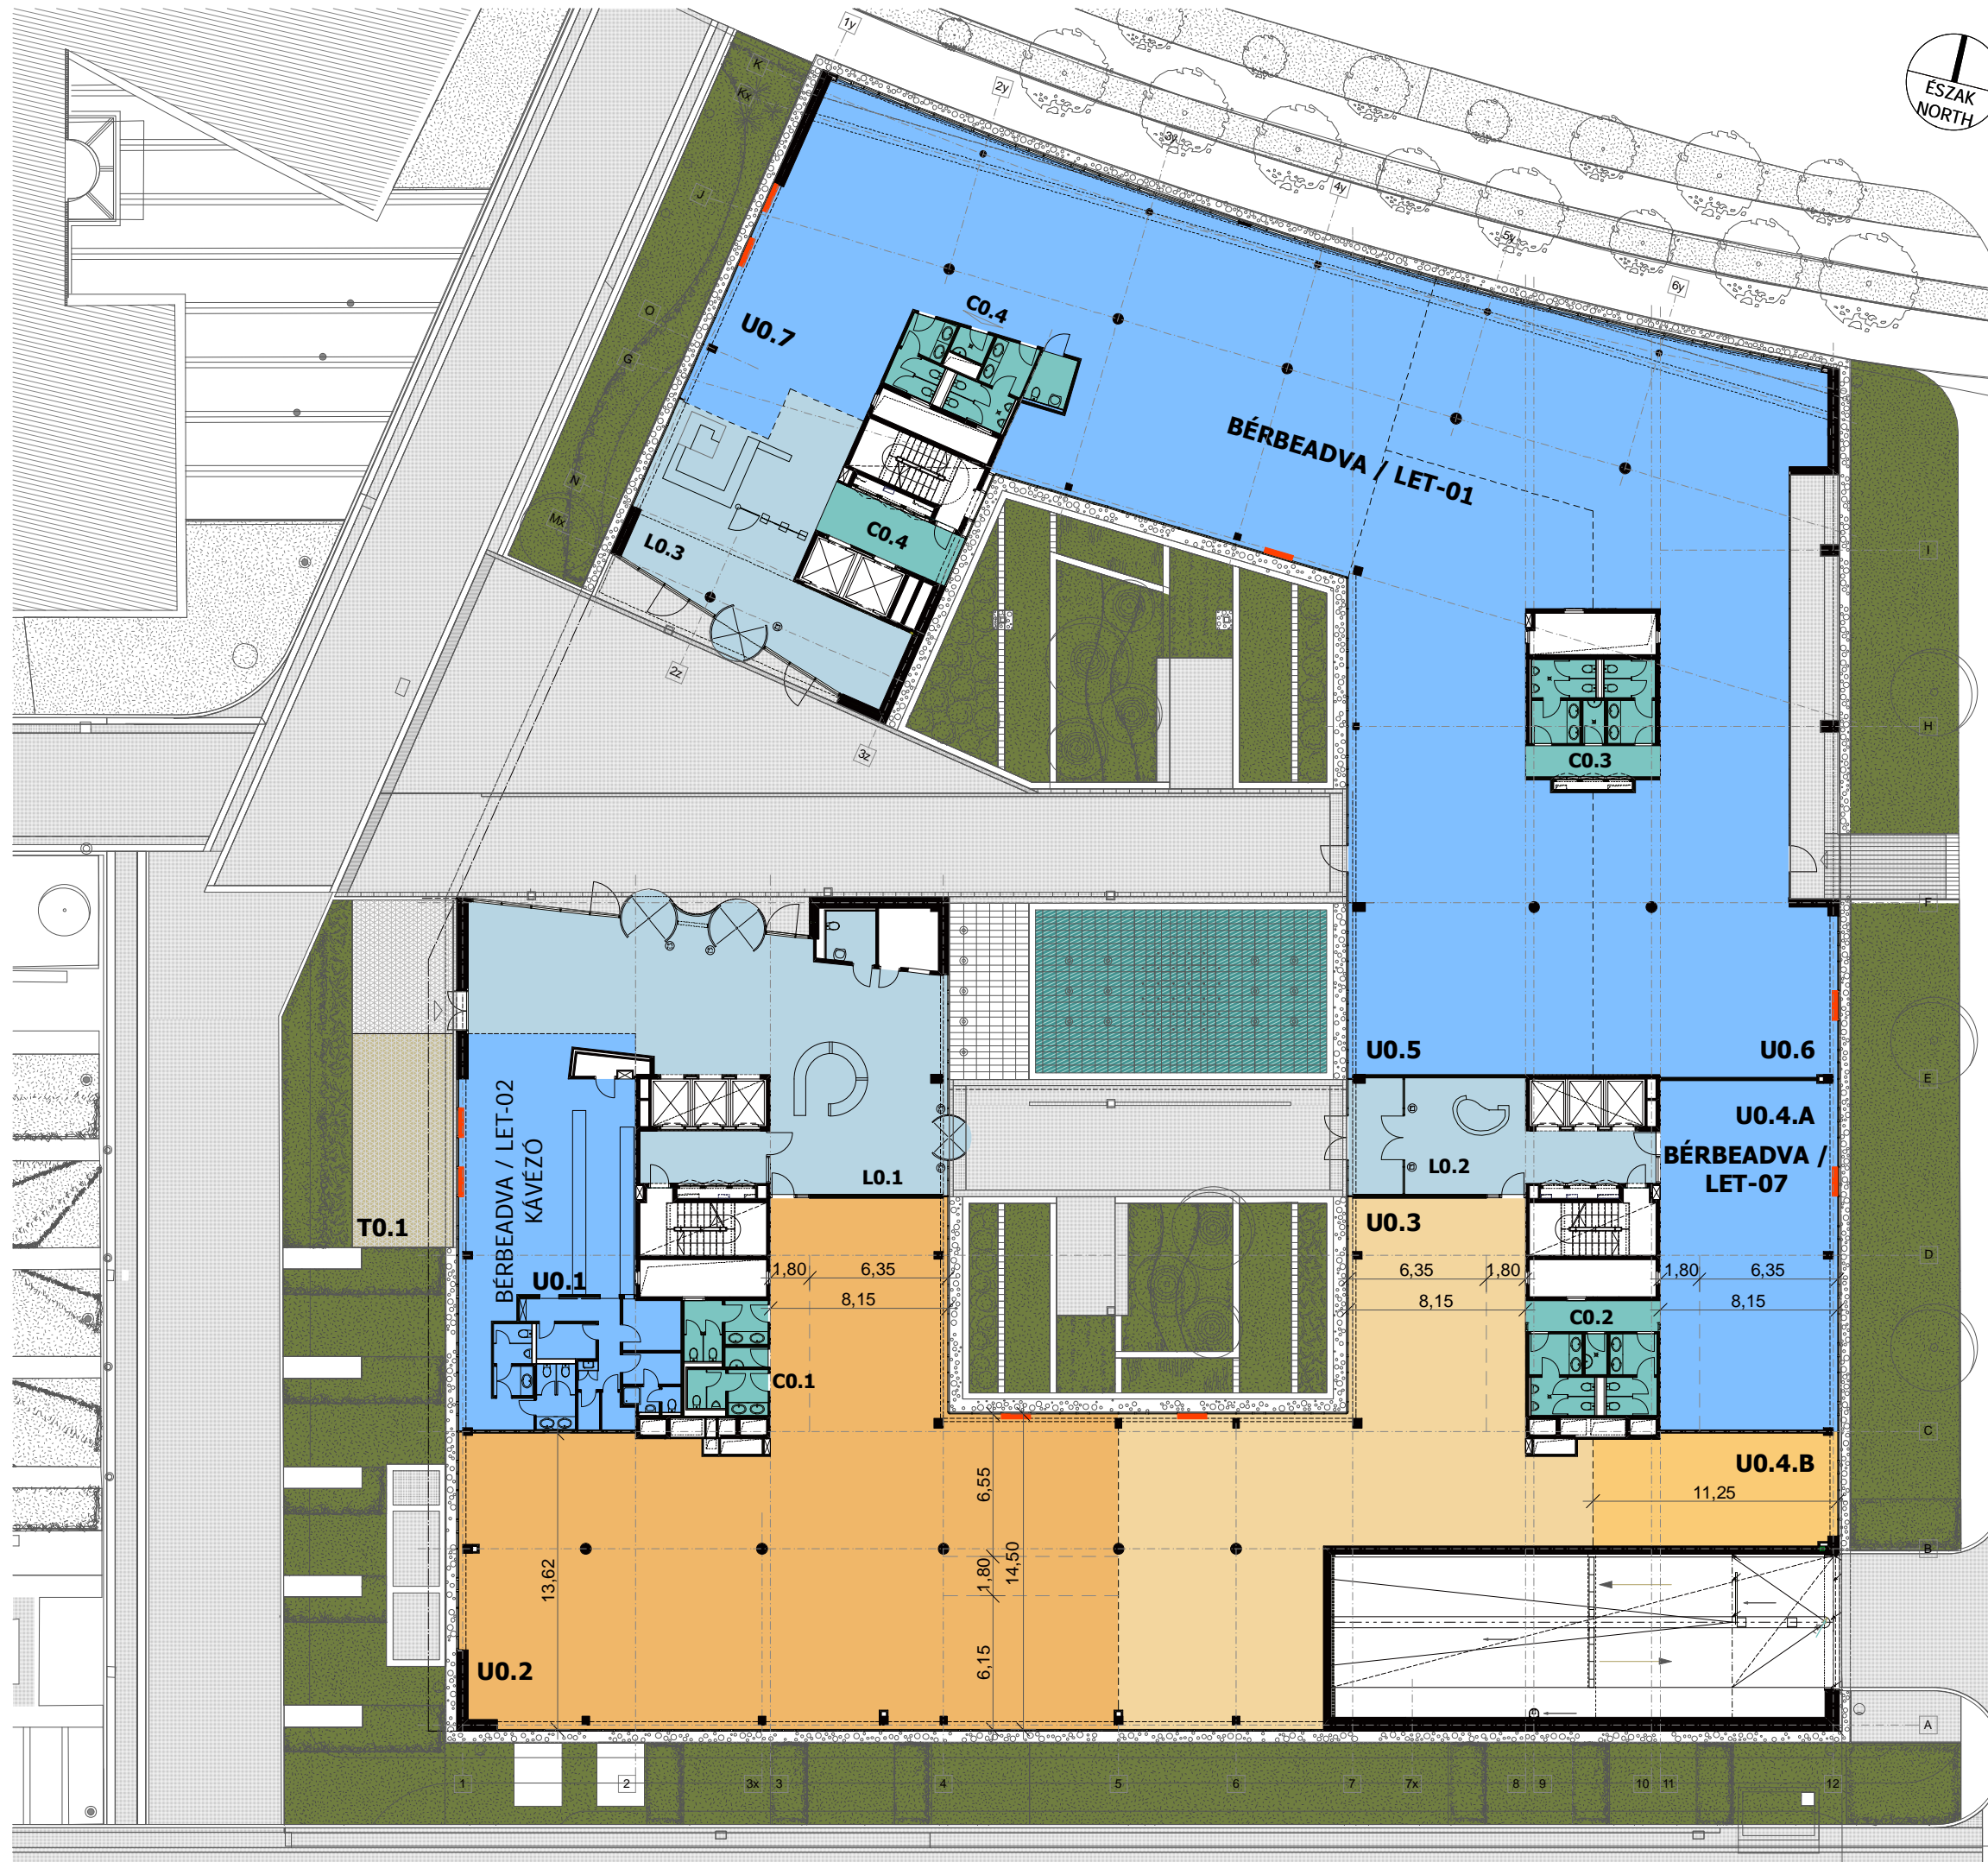 1y
K
Kx
2y
ÉSZAK
NORTH
3y
4y
J
5y
6y
C0.4
O
U0.7
G
BÉRBEADVA / LET-01
N
Mx
C0.4
L0.3
I
2z
3z
H
C0.3
F
U0.5
U0.6
E
BÉRBEADVA / LET-02
KÁVÉZÓ
U0.4.A
BÉRBEADVA /
LET-07
L0.1
L0.2
T0.1
U0.3
D
U0.1
1,80
6,35
8,15
6,35
1,80
8,15
1,80
6,35
8,15
C0.2
C0.1
C
U0.4.B
11,25
6,55
14,50
1,80
6,15
13,62
B
U0.2
A
1
2
3x
3
4
5
6
7
7x
8
9
10
11
12